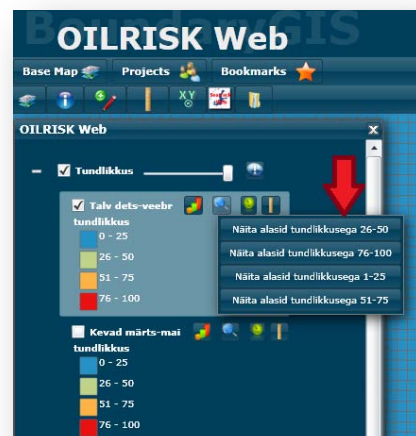 BoundaryGIS
OILRISK Web
Base Map Projects Bookmarks
XY
OILRISK Web x
Tundlikkus
Talv dets-veebr
tundlikkus
0 - 25
26 - 50
51 - 75
76 - 100
Näita alasid tundlikkusega 26-50
Näita alasid tundlikkusega 76-100
Näita alasid tundlikkusega 1-25
Näita alasid tundlikkusega 51-75
Kevad märts-mai
tundlikkus
0 - 25
26 - 50
51 - 75
76 - 100